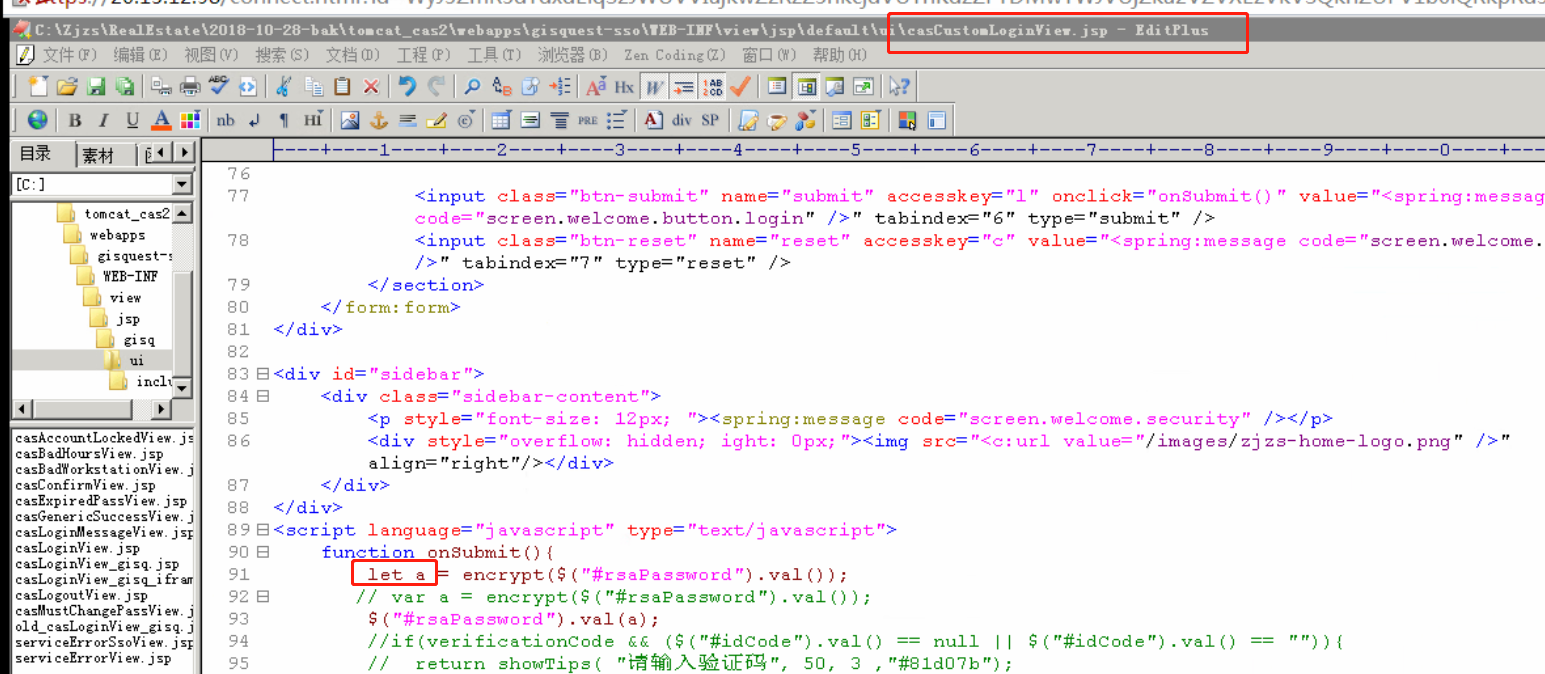 C:\Zjzs\RealEstate\2018-10-28-bak\tomcat_cas2\webapps\gisquest-sso\WEB-INF\view\jsp\default\ui\casCustomLoginView.jsp - EditPlus
文件(F) 编辑(E) 视图(V) 搜索(S) 文档(D) 工程(P) 工具(T) 浏览器(B) Zen Coding(Z) 窗口(W) 帮助(H)
B I U A nb HI PRE A div SP
目录 素材
[C:]
tomcat_cas2
webapps
gisquest-s
WEB-INF
view
jsp
gisq
ui
inclu
casAccountLockedView.js
casBadHoursView.jsp
casBadWorkstationView.j
casConfirmView.jsp
casExpiredPassView.jsp
casGenericSuccessView.j
casLoginMessageView.jsp
casLoginView.jsp
casLoginView_gisq.jsp
casLoginView_gisq_ifram
casLogoutView.jsp
casMustChangePassView.j
old_casLoginView_gisq.j
serviceErrorSsoView.jsp
serviceErrorView.jsp
----+----1----+----2----+----3----+----4----+----5----+----6----+----7----+----8----+----9----+----0----+---
76
77 <input class="btn-submit" name="submit" accesskey="l" onclick="onSubmit()" value="<spring:messag
code="screen.welcome.button.login" />" tabindex="6" type="submit" />
78 <input class="btn-reset" name="reset" accesskey="c" value="<spring:message code="screen.welcome.
/>" tabindex="7" type="reset" />
79 </section>
80 </form:form>
81 </div>
82
83 <div id="sidebar">
84 <div class="sidebar-content">
85 <p style="font-size: 12px; "><spring:message code="screen.welcome.security" /></p>
86 <div style="overflow: hidden; ight: 0px;"><img src="<c:url value="/images/zjzs-home-logo.png" />"
align="right"/></div>
87 </div>
88 </div>
89 <script language="javascript" type="text/javascript">
90 function onSubmit(){
91 let a = encrypt($("#rsaPassword").val());
92 // var a = encrypt($("#rsaPassword").val());
93 $("#rsaPassword").val(a);
94 //if(verificationCode && ($("#idCode").val() == null || $("#idCode").val() == "")){
95 // return showTips( "请输入验证码", 50, 3 ,"#81d07b");